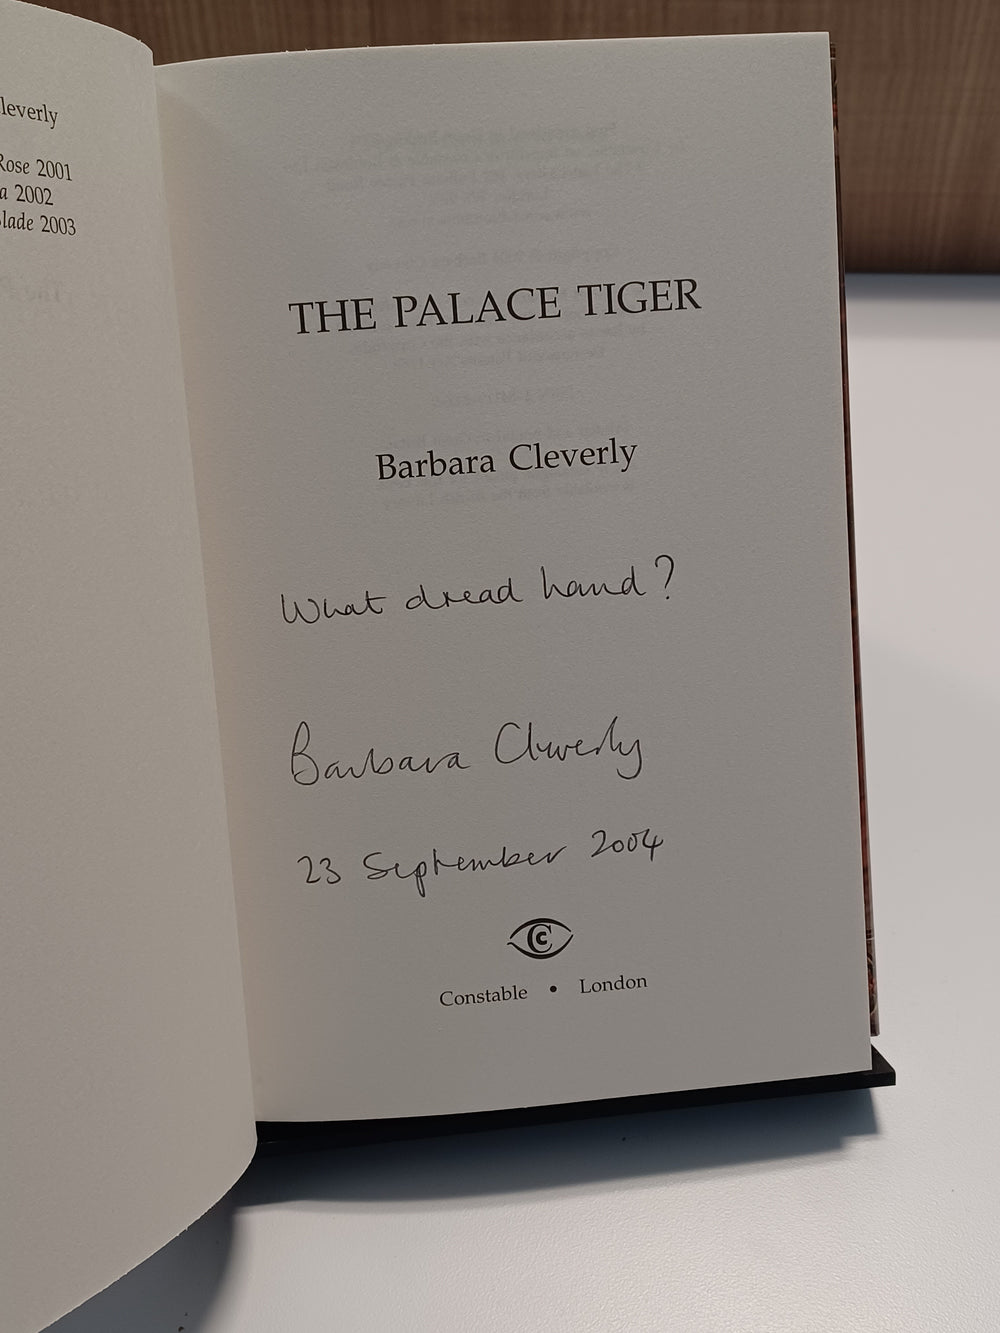 leverly
Rose 2001
a 2002
Blade 2003
THE PALACE TIGER
Barbara Cleverly
What dread hand?
Barbara Cleverly
23 September 2004
C
Constable • London